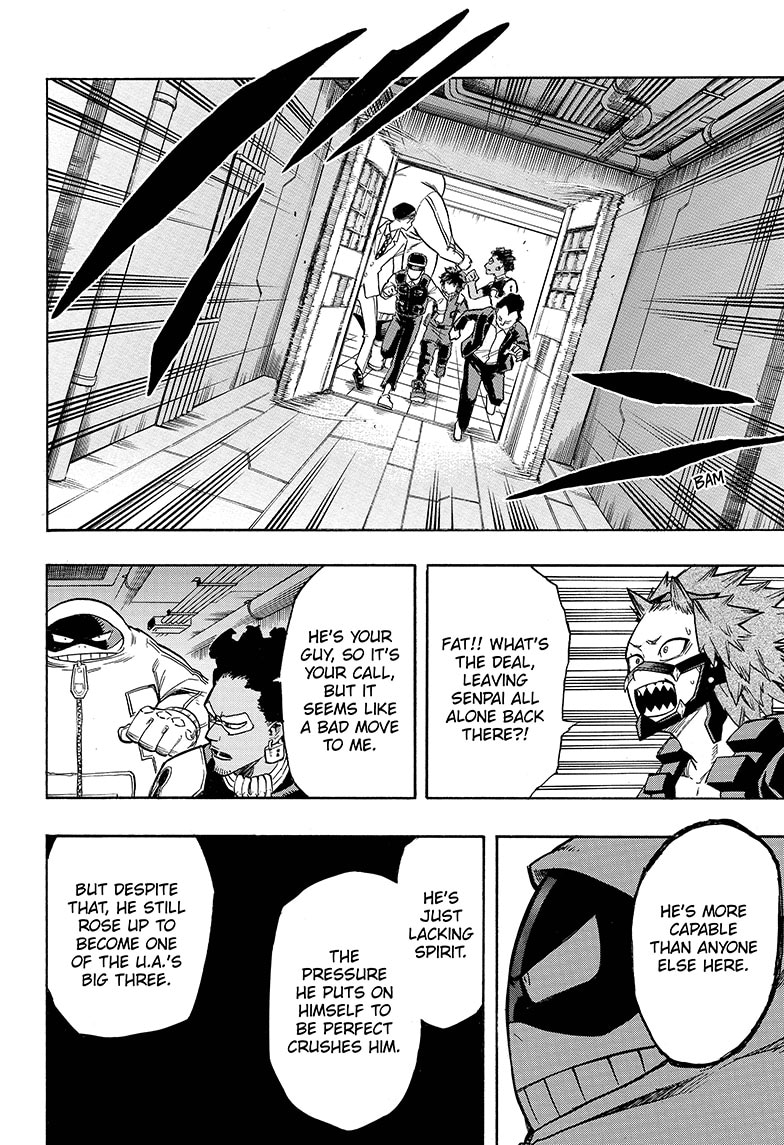 BAM
FAT!! WHAT'S
THE DEAL,
LEAVING
SENPAI ALL
ALONE BACK
THERE?!
HE'S YOUR
GUY, SO IT'S
YOUR CALL,
BUT IT
SEEMS LIKE
A BAD MOVE
TO ME.
HE'S MORE
CAPABLE
THAN ANYONE
ELSE HERE.
HE'S
JUST
LACKING
SPIRIT.
THE
PRESSURE
HE PUTS ON
HIMSELF TO
BE PERFECT
CRUSHES HIM.
BUT DESPITE
THAT, HE STILL
ROSE UP TO
BECOME ONE
OF THE U.A.'S
BIG THREE.